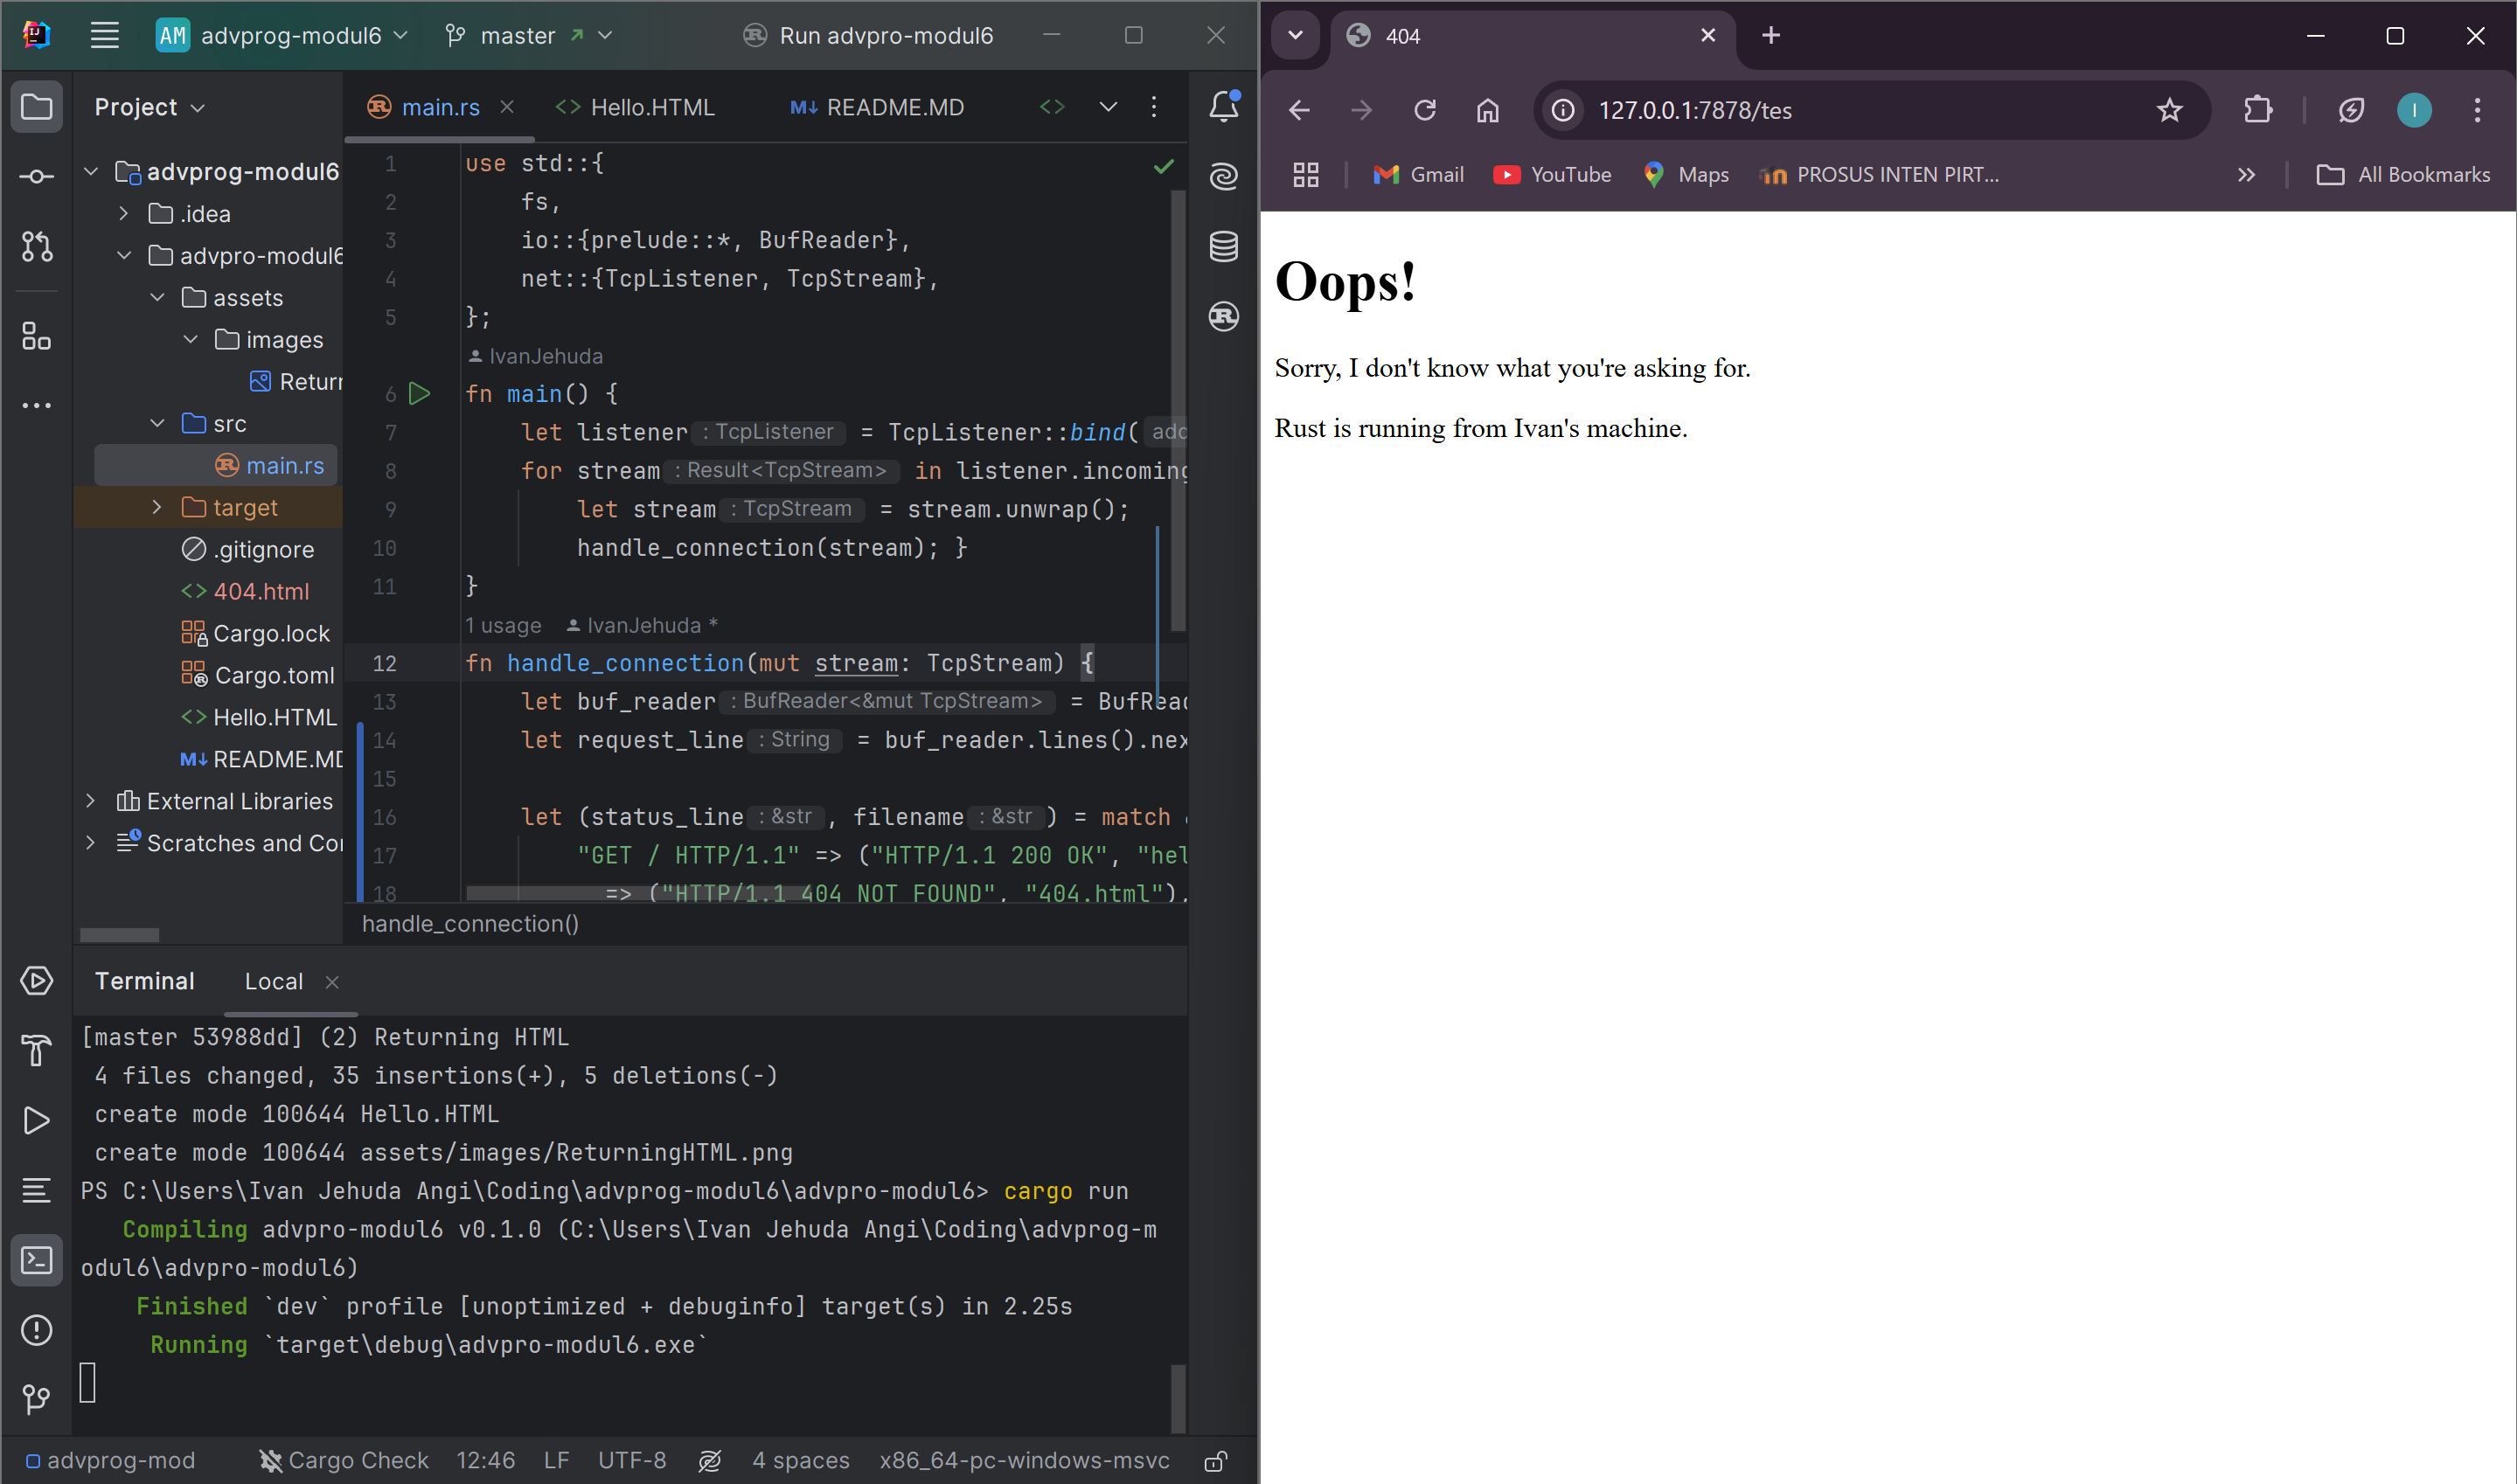 AM advprog-modul6 master Run advpro-modul6
Project
advprog-modul6
.idea
advpro-modul6
assets
images
Return
src
main.rs
target
.gitignore
404.html
Cargo.lock
Cargo.toml
Hello.HTML
README.MD
External Libraries
Scratches and Co
main.rs Hello.HTML README.MD
1 use std::{
2 fs,
3 io::{prelude::*, BufReader},
4 net::{TcpListener, TcpStream},
5 };
IvanJehuda
6 fn main() {
7 let listener : TcpListener = TcpListener::bind( add
8 for stream : Result<TcpStream> in listener.incoming
9 let stream : TcpStream = stream.unwrap();
10 handle_connection(stream); }
11 }
1 usage IvanJehuda *
12 fn handle_connection(mut stream: TcpStream) {
13 let buf_reader : BufReader<&mut TcpStream> = BufRead
14 let request_line : String = buf_reader.lines().nex
15
16 let (status_line : &str , filename : &str ) = match
17 "GET / HTTP/1.1" => ("HTTP/1.1 200 OK", "hel
18 => ("HTTP/1.1 404 NOT FOUND", "404.html"),
handle_connection()
Terminal Local
[master 53988dd] (2) Returning HTML
4 files changed, 35 insertions(+), 5 deletions(-)
create mode 100644 Hello.HTML
create mode 100644 assets/images/ReturningHTML.png
PS C:\Users\Ivan Jehuda Angi\Coding\advprog-modul6\advpro-modul6> cargo run
Compiling advpro-modul6 v0.1.0 (C:\Users\Ivan Jehuda Angi\Coding\advprog-m
odul6\advpro-modul6)
Finished `dev` profile [unoptimized + debuginfo] target(s) in 2.25s
Running `target\debug\advpro-modul6.exe`
advprog-mod Cargo Check 12:46 LF UTF-8 4 spaces x86_64-pc-windows-msvc
404
127.0.0.1:7878/tes
I
Gmail YouTube Maps PROSUS INTEN PIRT... All Bookmarks
Oops!
Sorry, I don't know what you're asking for.
Rust is running from Ivan's machine.